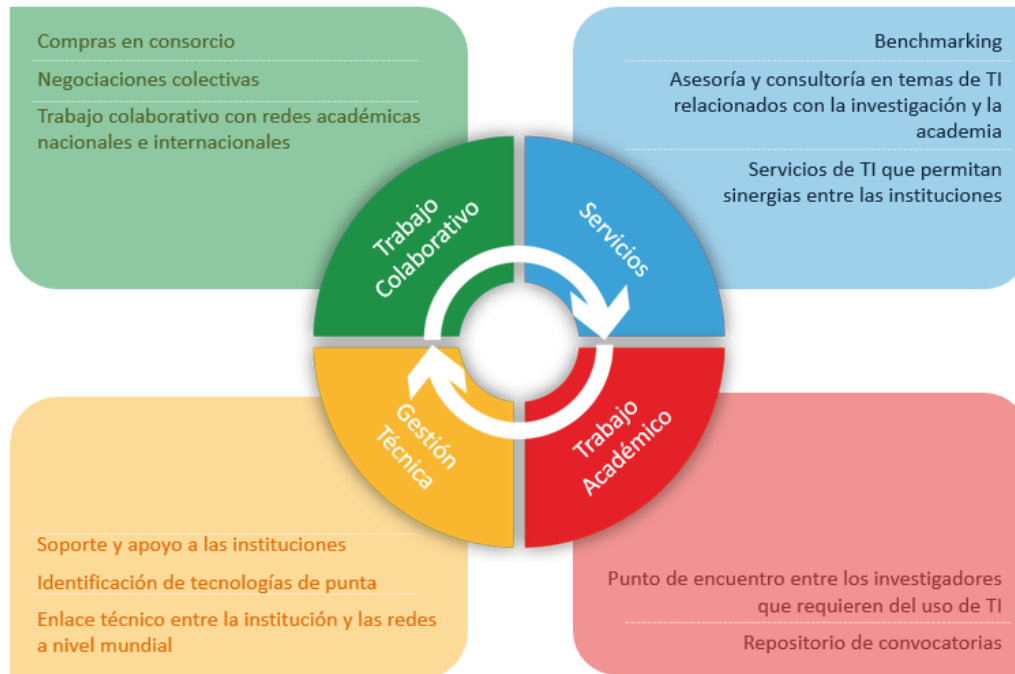 Compras en consorcio
Negociaciones colectivas
Trabajo colaborativo con redes académicas
nacionales e internacionales
Benchmarking
Asesoría y consultoría en temas de TI
relacionados con la investigación y la
academia
Servicios de TI que permitan
sinergias entre las instituciones
Trabajo
Colaborativo
Servicios
Gestión
Técnica
Trabajo
Académico
Soporte y apoyo a las instituciones
Identificación de tecnologías de punta
Enlace técnico entre la institución y las redes
a nivel mundial
Punto de encuentro entre los investigadores
que requieren del uso de TI
Repositorio de convocatorias